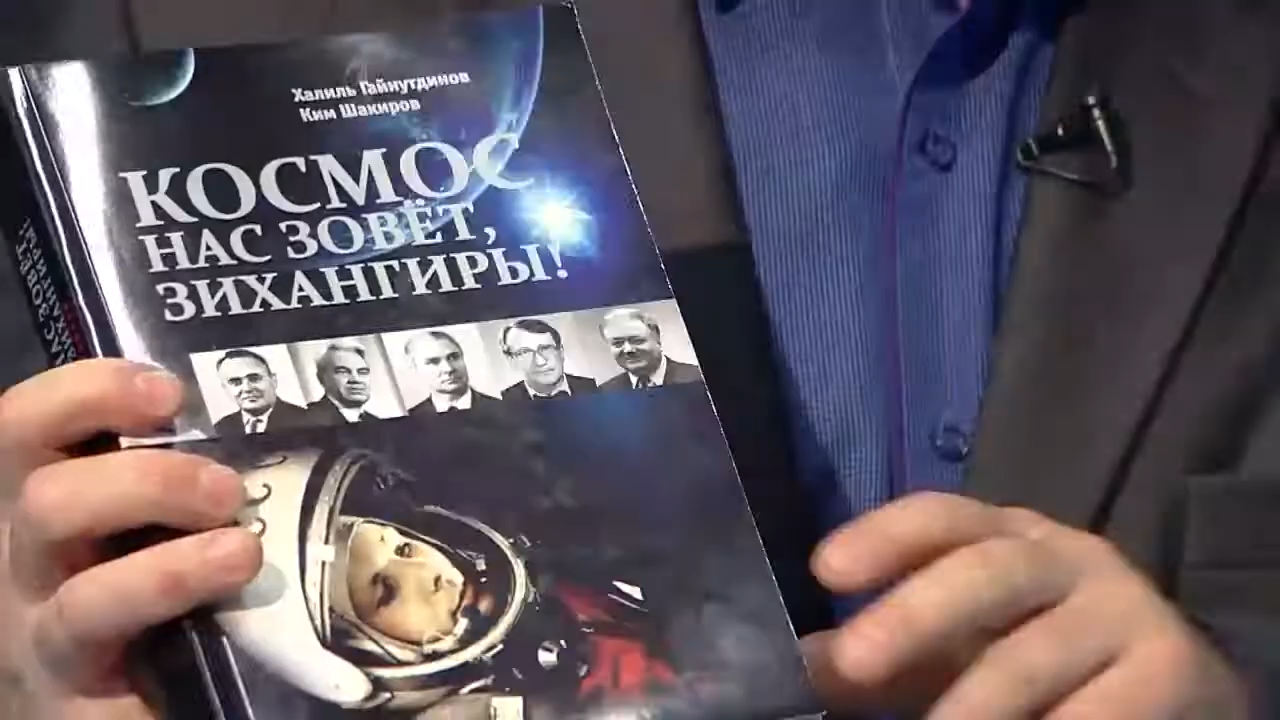 Халиль Гайнутдинов
Ким Шакиров
КОСМОС
НАС ЗОВЁТ,
ЗИХАНГИРЫ!